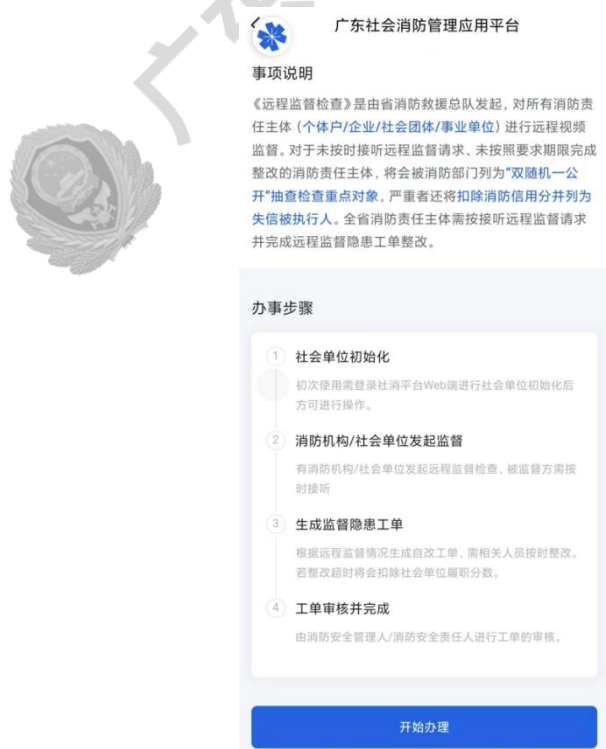 广东社会消防管理应用平台
事项说明
《远程监督检查》是由省消防救援总队发起，对所有消防责
任主体（个体户/企业/社会团体/事业单位）进行远程视频
监督。对于未按时接听远程监督请求、未按照要求期限完成
整改的消防责任主体，将会被消防部门列为“双随机一公
开”抽查检查重点对象，严重者还将扣除消防信用分并列为
失信被执行人。全省消防责任主体需按接听远程监督请求
并完成远程监督隐患工单整改。
办事步骤
1 社会单位初始化
初次使用需登录社消平台Web端进行社会单位初始化后
方可进行操作。
2 消防机构/社会单位发起监督
有消防机构/社会单位发起远程监督检查，被监督方需按
时接听
3 生成监督隐患工单
根据远程监督情况生成自改工单，需相关人员按时整改。
若整改超时将会扣除社会单位履职分数。
4 工单审核并完成
由消防安全管理人/消防安全责任人进行工单的审核。
开始办理